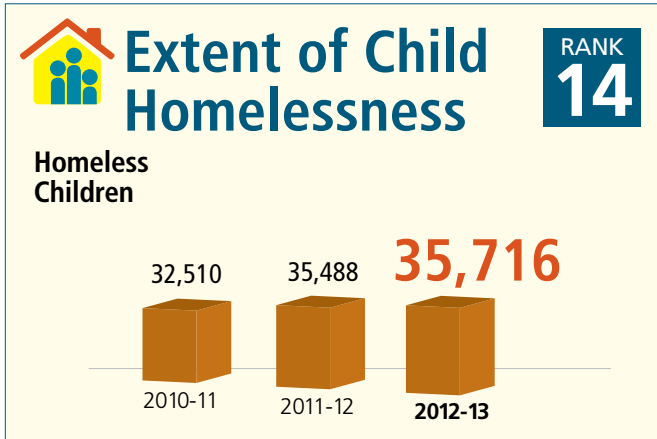 Extent of Child
Homelessness
RANK
14
Homeless
Children
32,510
35,488
35,716
2010-11
2011-12
2012-13